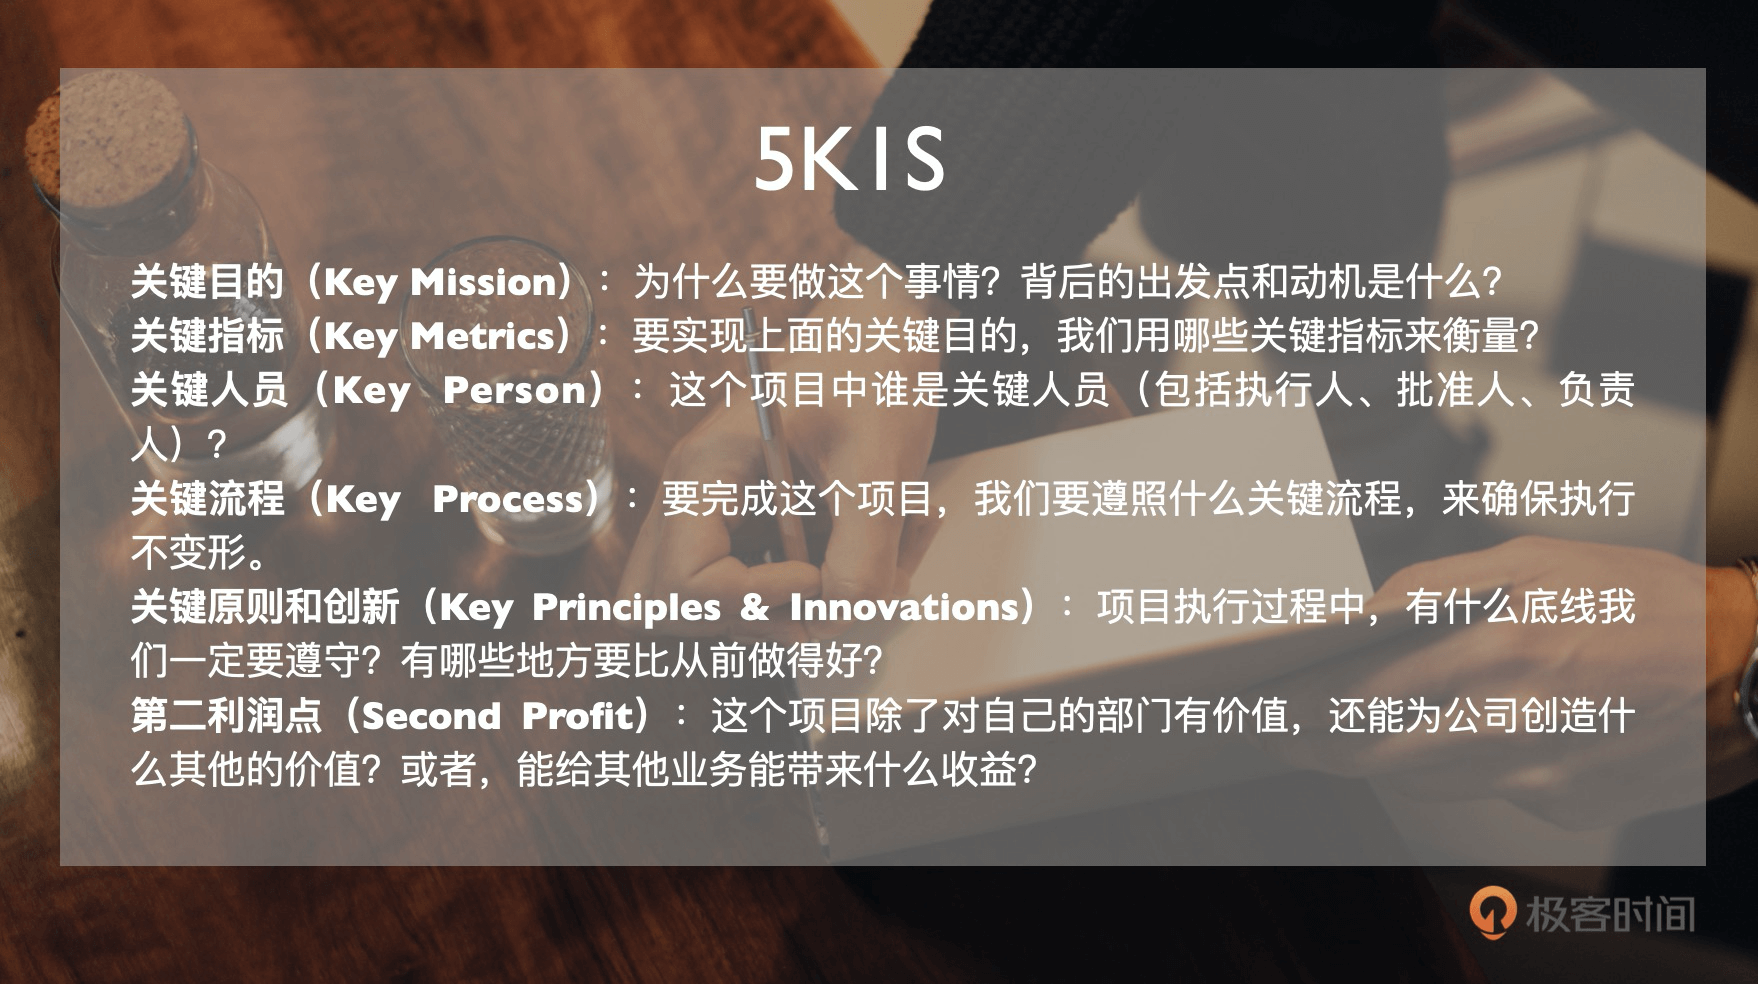 5K1S
关键目的（Key Mission）：为什么要做这个事情？背后的出发点和动机是什么？
关键指标（Key Metrics）：要实现上面的关键目的，我们用哪些关键指标来衡量？
关键人员（Key Person）：这个项目中谁是关键人员（包括执行人、批准人、负责
人）？
关键流程（Key Process）：要完成这个项目，我们要遵照什么关键流程，来确保执行
不变形。
关键原则和创新（Key Principles & Innovations）：项目执行过程中，有什么底线我
们一定要遵守？有哪些地方要比从前做得好？
第二利润点（Second Profit）：这个项目除了对自己的部门有价值，还能为公司创造什
么其他的价值？或者，能给其他业务能带来什么收益？
极客时间